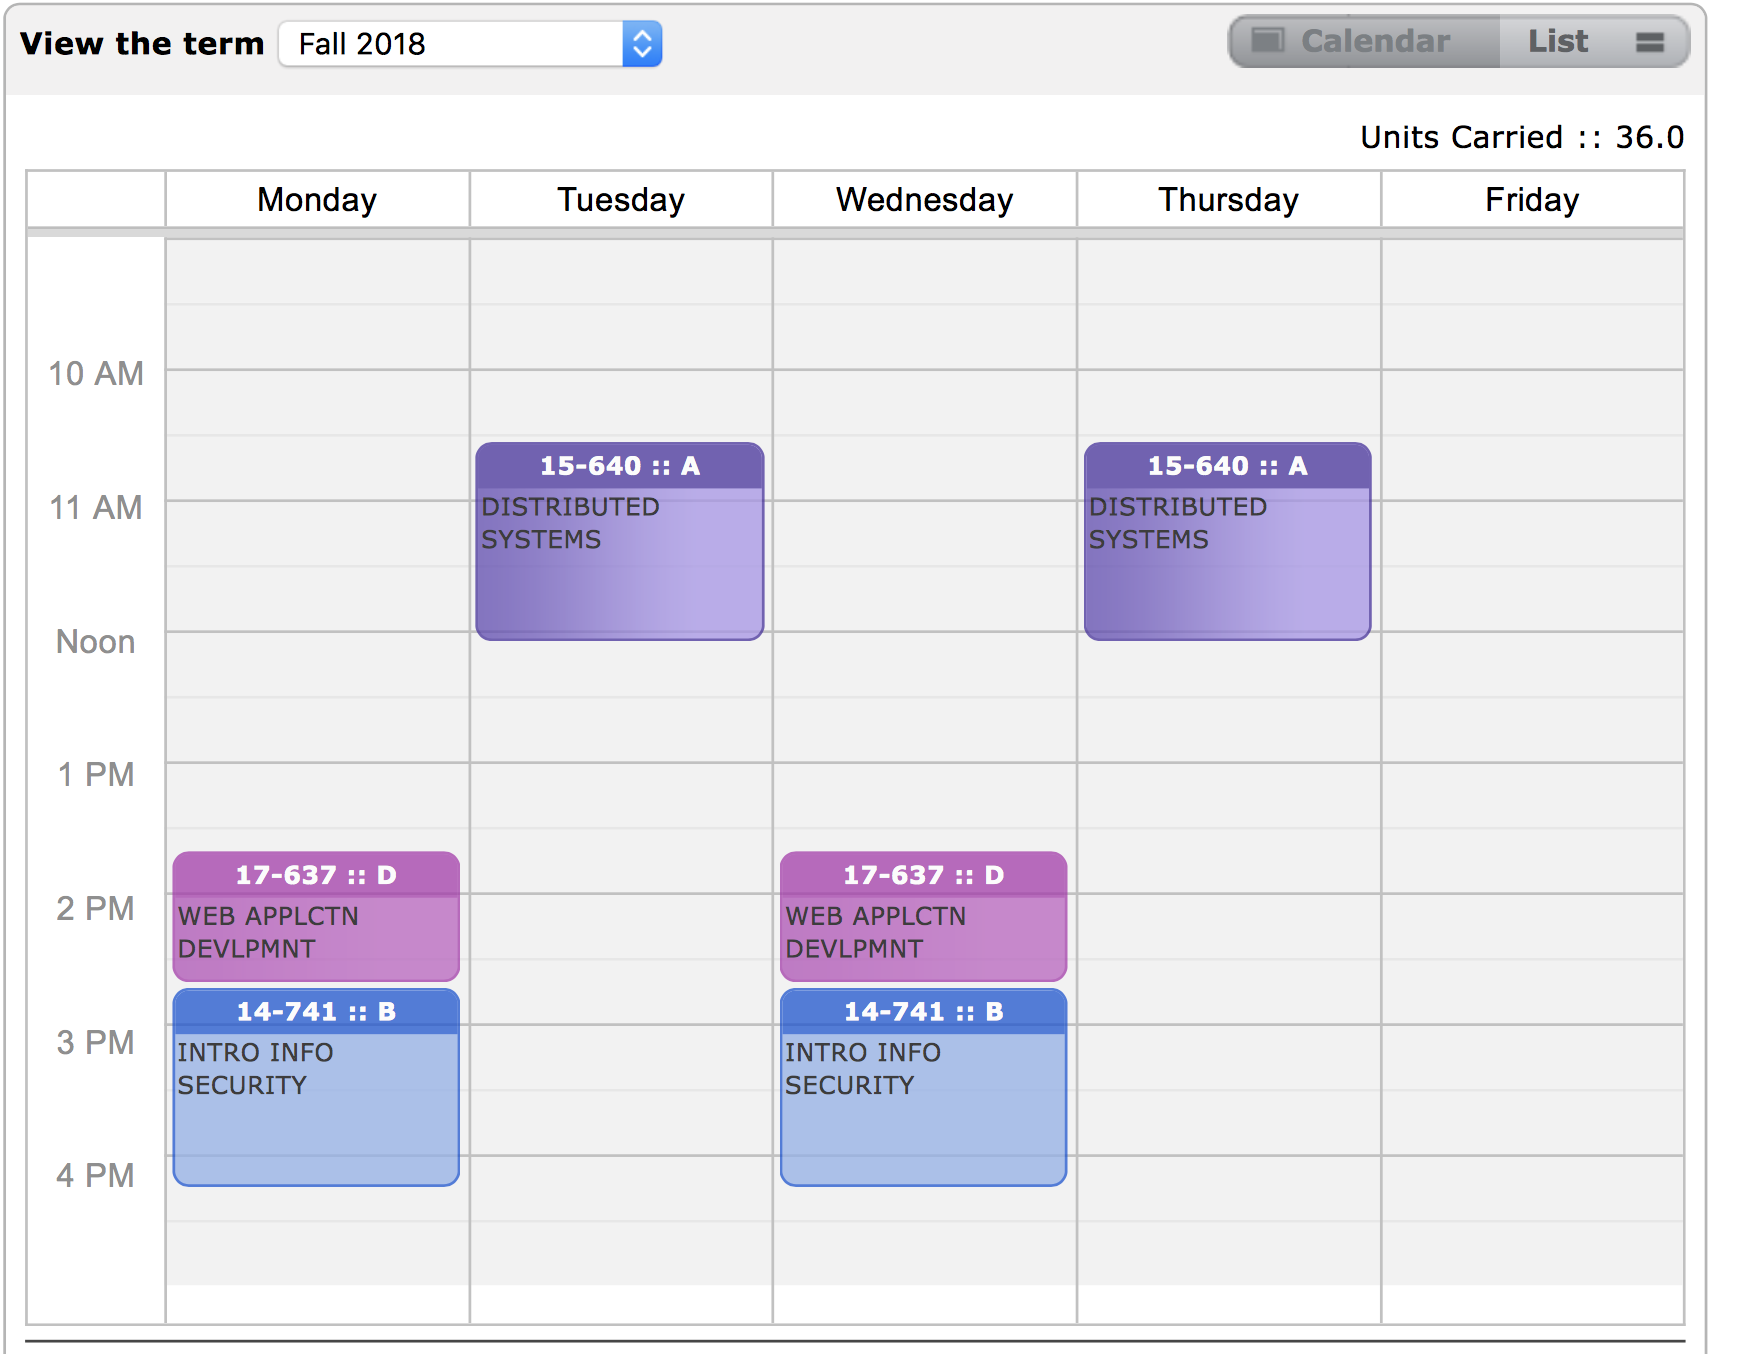 View the term Fall 2018 Calendar List
Units Carried :: 36.0
Monday Tuesday Wednesday Thursday Friday
10 AM
15-640 :: A 15-640 :: A
11 AM
DISTRIBUTED DISTRIBUTED
SYSTEMS SYSTEMS
Noon
1 PM
17-637 :: D 17-637 :: D
2 PM
WEB APPLCTN WEB APPLCTN
DEVLPMNT DEVLPMNT
14-741 :: B 14-741 :: B
3 PM
INTRO INFO INTRO INFO
SECURITY SECURITY
4 PM